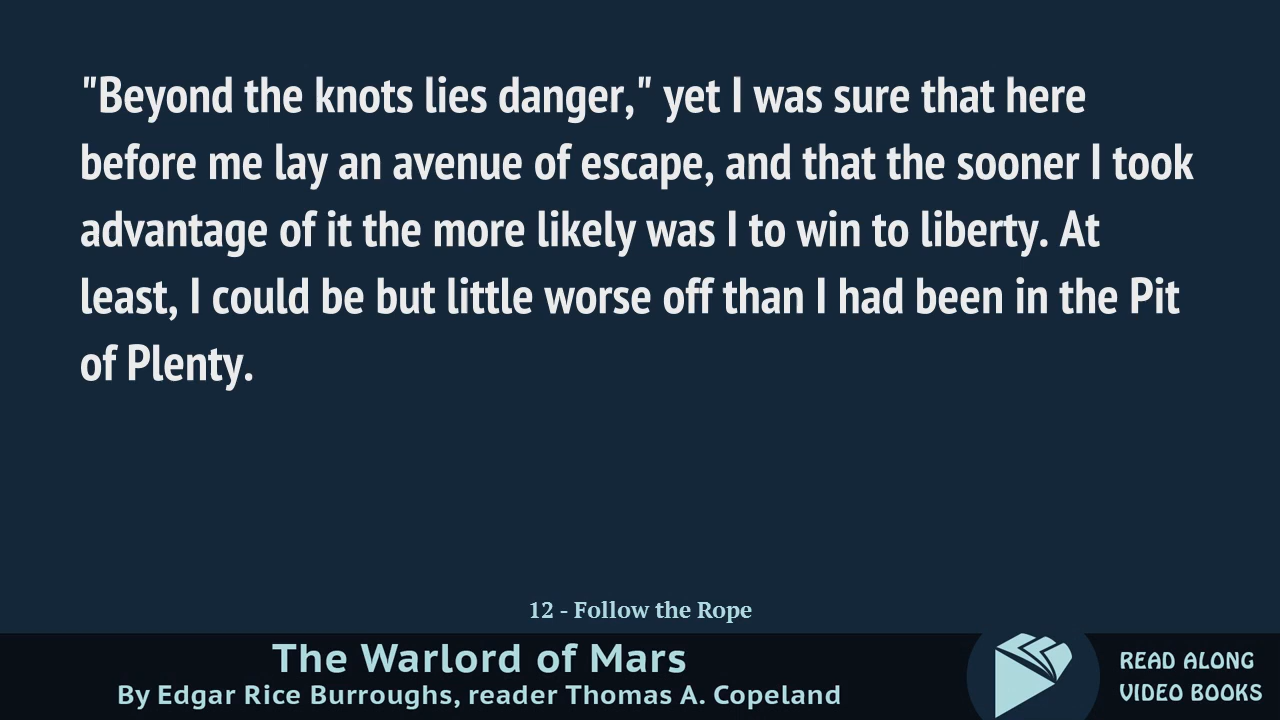 "Beyond the knots lies danger," yet I was sure that here
before me lay an avenue of escape, and that the sooner I took
advantage of it the more likely was I to win to liberty. At
least, I could be but little worse off than I had been in the Pit
of Plenty.
12 - Follow the Rope
The Warlord of Mars
By Edgar Rice Burroughs, reader Thomas A. Copeland
READ ALONG
VIDEO BOOKS